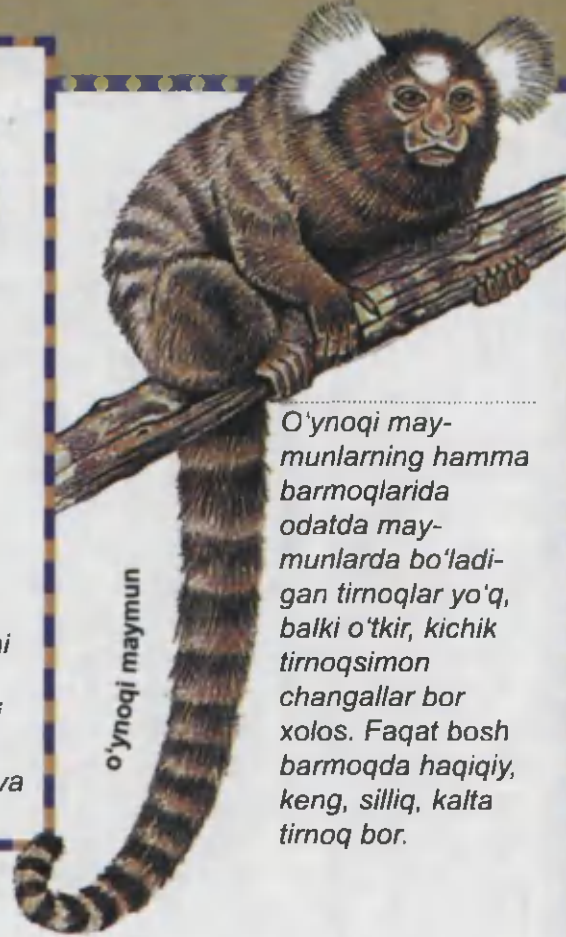 O'ynoqi may-
munlarning hamma
barmoqlarida
odatda may-
munlarda bo'ladi-
gan tirnoqlar yo'q,
balki o'tkir, kichik
tirnoqsimon
changallar bor
xolos. Faqat bosh
barmoqda haqiqiy,
keng, silliq, kalta
tirnoq bor.
o'ynoqi maymun
va